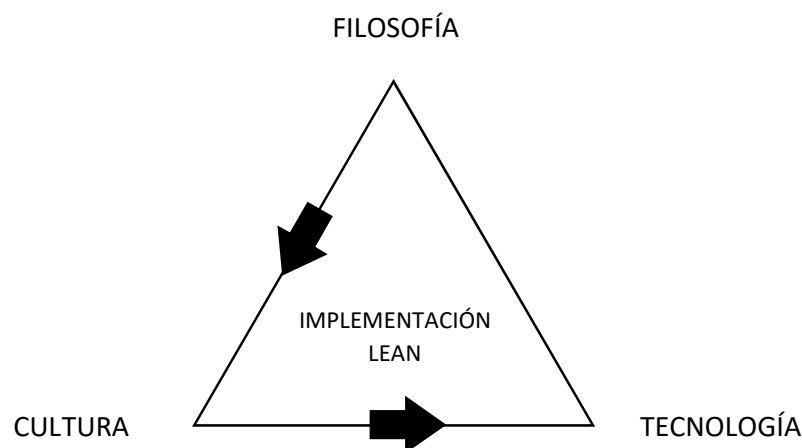 FILOSOFÍA
IMPLEMENTACIÓN
LEAN
CULTURA
TECNOLOGÍA